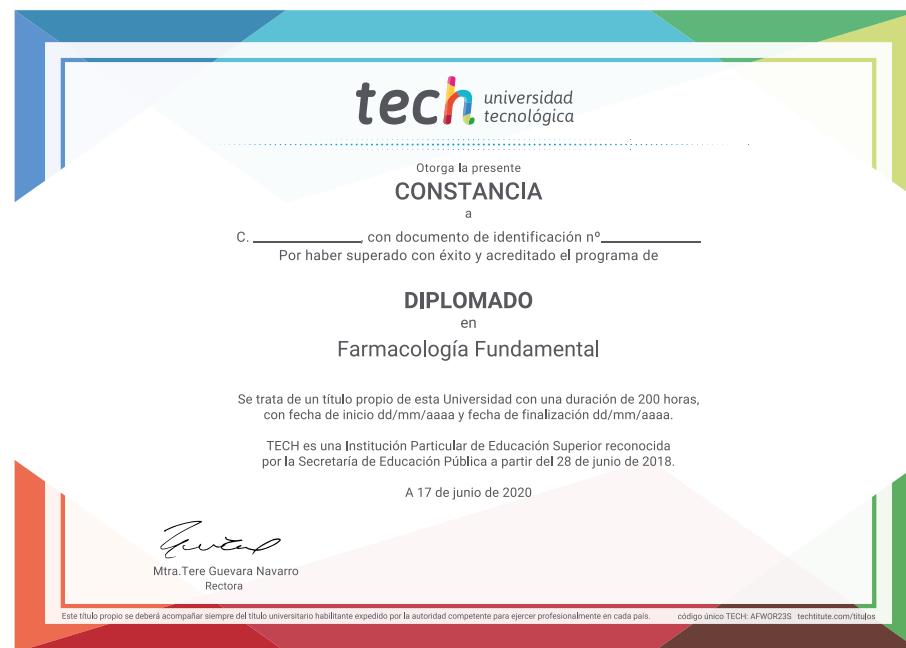 tech universidad
tecnológica
Otorga la presente
CONSTANCIA
a
C. ____________, con documento de identificación nº___________
Por haber superado con éxito y acreditado el programa de
DIPLOMADO
en
Farmacología Fundamental
Se trata de un título propio de esta Universidad con una duración de 200 horas,
con fecha de inicio dd/mm/aaaa y fecha de finalización dd/mm/aaaa.
TECH es una Institución Particular de Educación Superior reconocida
por la Secretaría de Educación Pública a partir del 28 de junio de 2018.
A 17 de junio de 2020
Mtra.Tere Guevara Navarro
Rectora
Este título propio se deberá acompañar siempre del título universitario habilitante expedido por la autoridad competente para ejercer profesionalmente en cada país. código único TECH: AFWOR23S techtitute.com/titulos